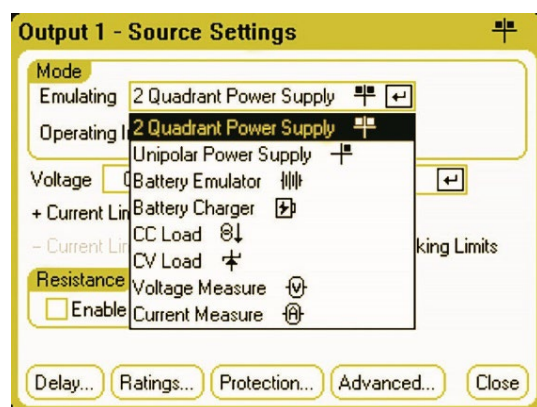 Output 1 - Source Settings
Mode
Emulating 2 Quadrant Power Supply
Operating
2 Quadrant Power Supply
Unipolar Power Supply
Voltage
Battery Emulator
+ Current Lim
Battery Charger
- Current Lim
CC Load
king Limits
CV Load
Resistance
Voltage Measure
Enable
Current Measure
Delay...) Ratings... Protection... Advanced... Close